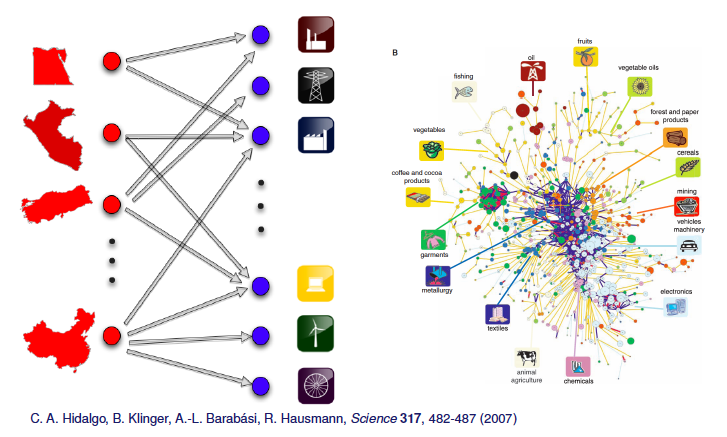 B
fruits
oil
vegetable oils
fishing
forest and paper
products
vegetables
cereals
coffee and cocoa
products
mining
vehicles
machinery
garments
metallurgy
electronics
textiles
animal
agriculture
chemicals
C. A. Hidalgo, B. Klinger, A.-L. Barabási, R. Hausmann, Science 317, 482-487 (2007)